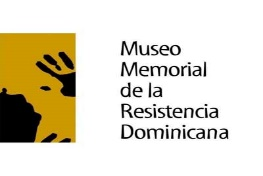 Museo
Memorial
de la
Resistencia
Dominicana